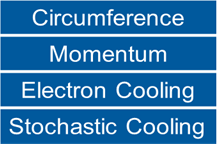 Circumference
Momentum
Electron Cooling
Stochastic Cooling